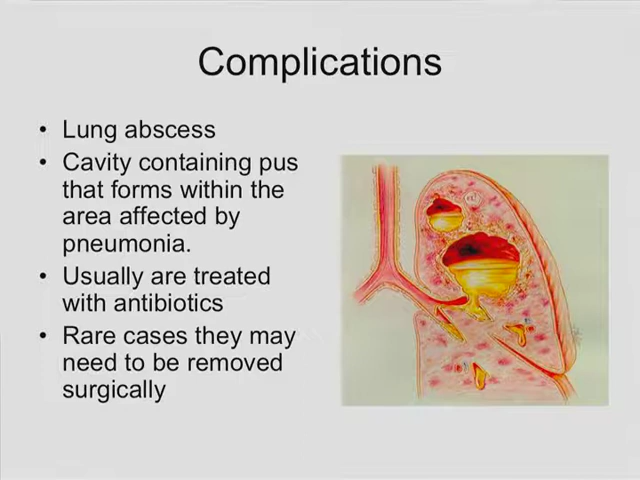 Complications
• Lung abscess
• Cavity containing pus
that forms within the
area affected by
pneumonia.
• Usually are treated
with antibiotics
• Rare cases they may
need to be removed
surgically